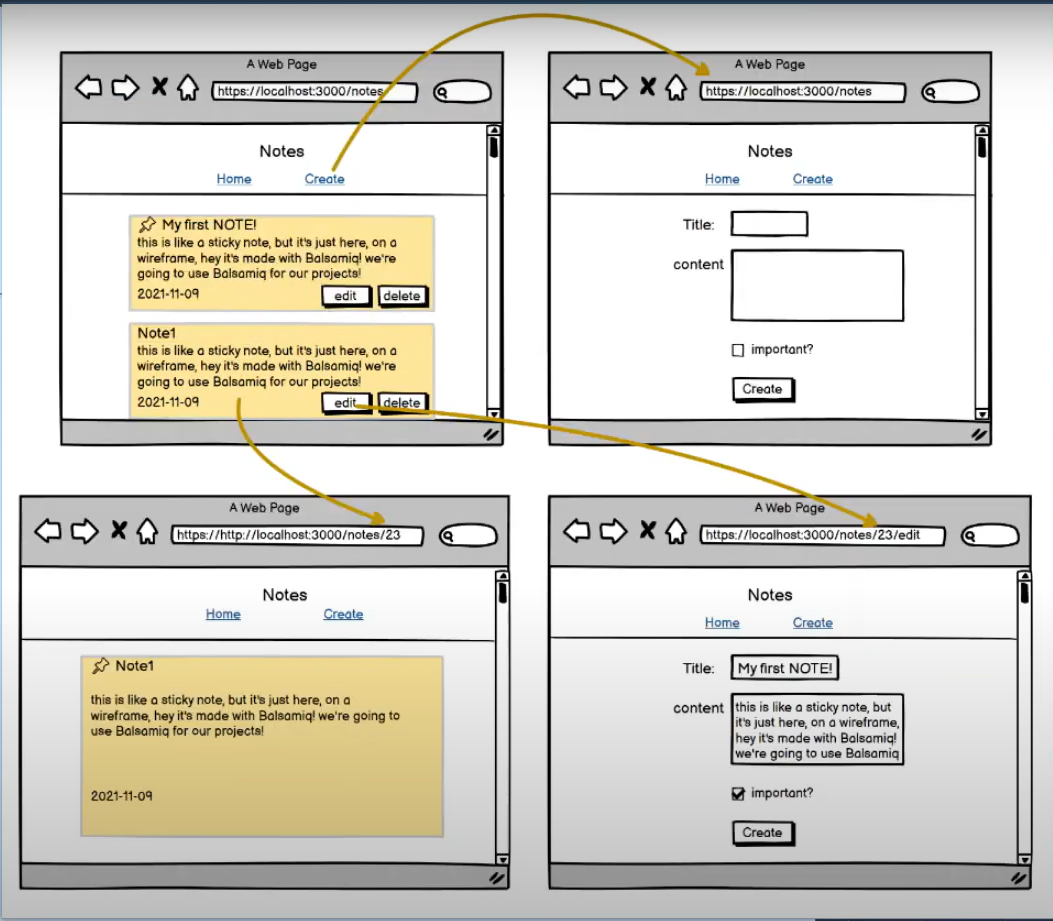 A Web Page
https://localhost:3000/notes
Notes
Home Create
My first NOTE!
this is like a sticky note, but it's just here, on a
wireframe, hey it's made with Balsamiq! we're
going to use Balsamiq for our projects!
2021-11-09 edit delete
Note1
this is like a sticky note, but it's just here, on a
wireframe, hey it's made with Balsamiq! we're
going to use Balsamiq for our projects!
2021-11-09 edit delete
A Web Page
https://localhost:3000/notes
Notes
Home Create
Title:
content
important?
Create
A Web Page
https://http://localhost:3000/notes/23
Notes
Home Create
Note1
this is like a sticky note, but it's just here, on a
wireframe, hey it's made with Balsamiq! we're going to
use Balsamiq for our projects!
2021-11-09
A Web Page
https://localhost:3000/notes/23/edit
Notes
Home Create
Title: My first NOTE!
content this is like a sticky note, but
it's just here, on a wireframe,
hey it's made with Balsamiq!
we're going to use Balsamiq
important?
Create